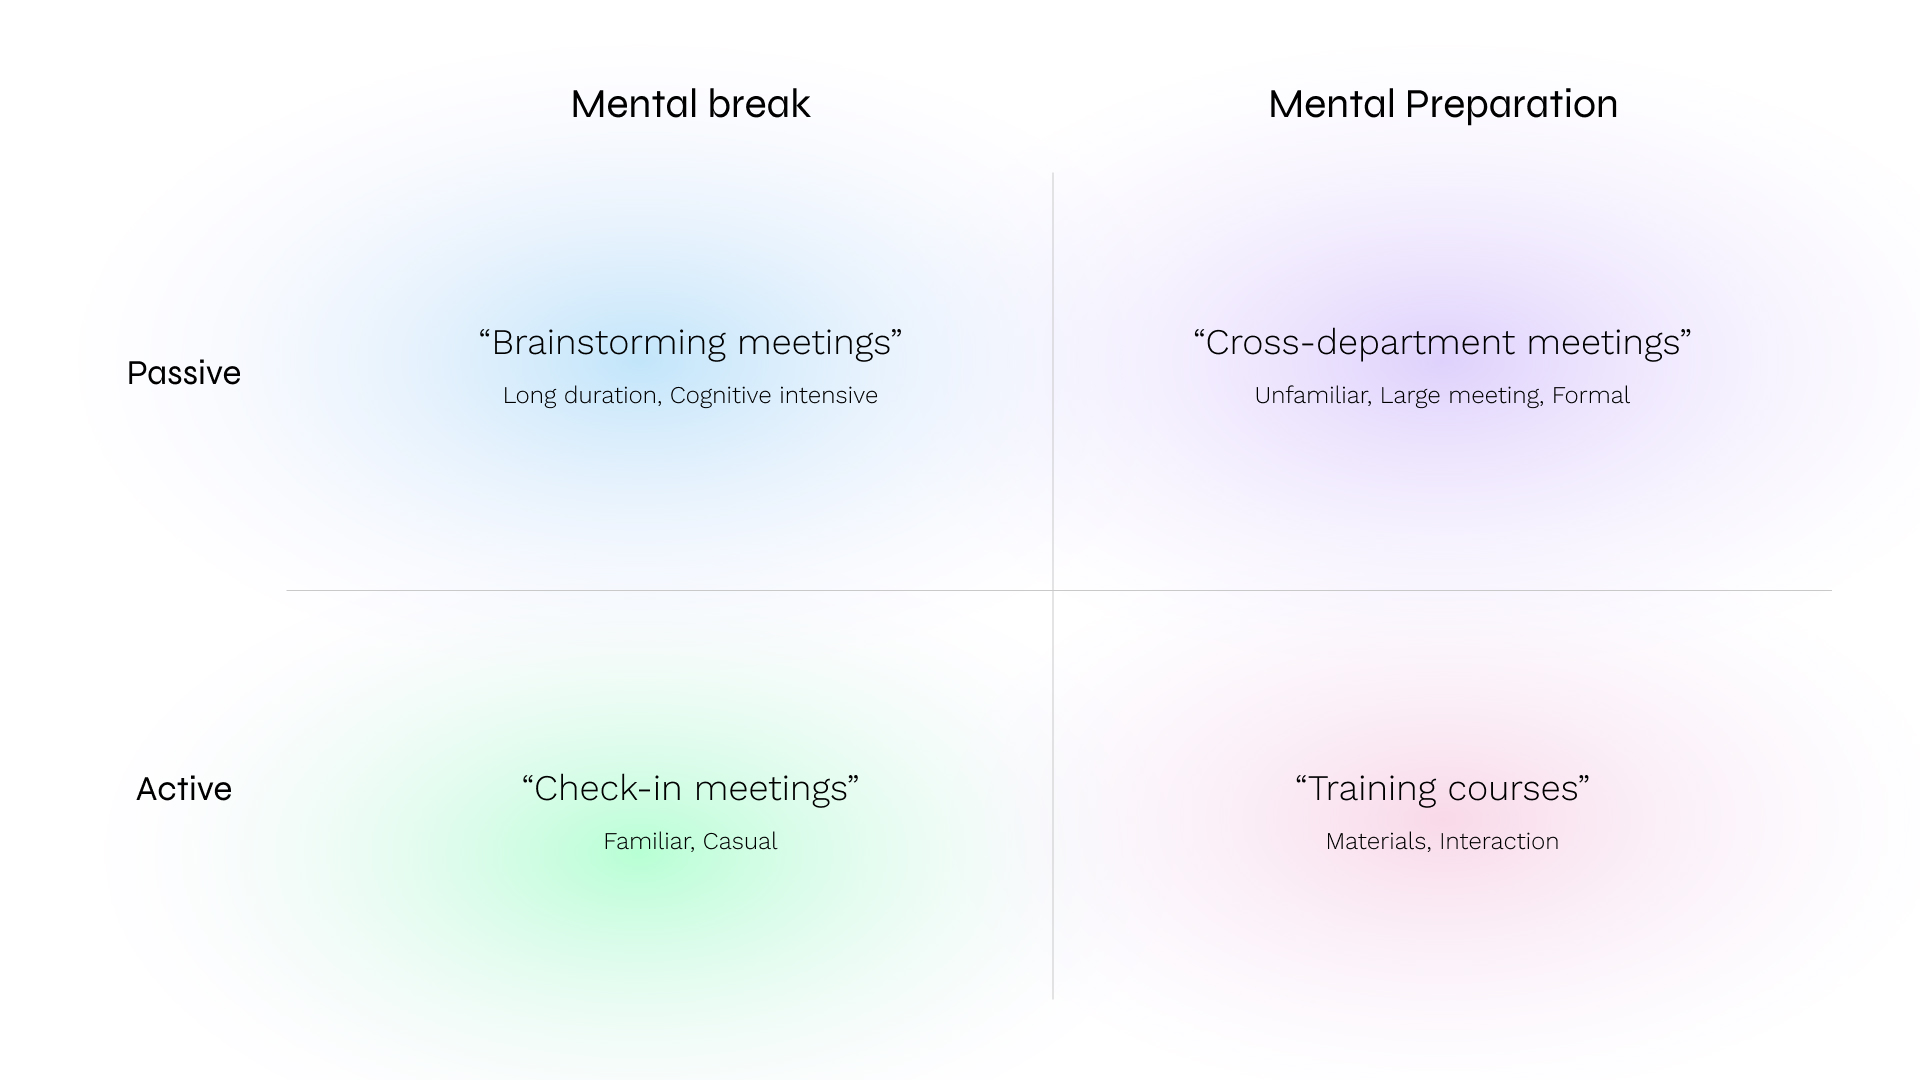 Mental break
Mental Preparation
Passive
“Brainstorming meetings”
Long duration, Cognitive intensive
“Cross-department meetings”
Unfamiliar, Large meeting, Formal
Active
“Check-in meetings”
Familiar, Casual
“Training courses”
Materials, Interaction